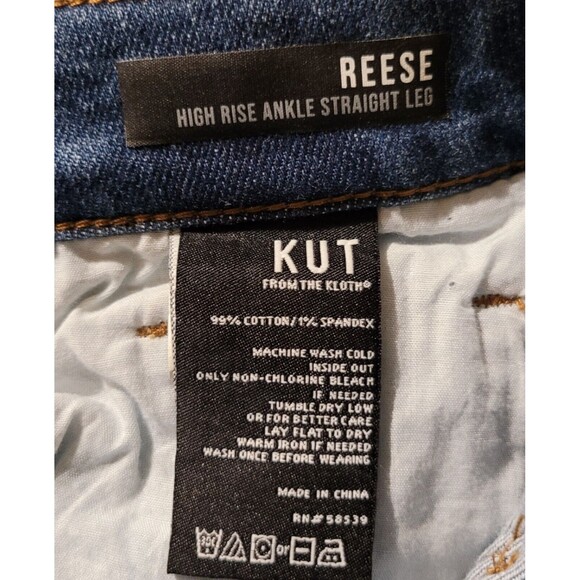 REESE
HIGH RISE ANKLE STRAIGHT LEG
KUT
FROM THE KLOTH®
99% COTTON/1% SPANDEX
MACHINE WASH COLD
INSIDE OUT
ONLY NON-CHLORINE BLEACH
IF NEEDED
TUMBLE DRY LOW
OR FOR BETTER CARE
LAY FLAT TO DRY
WARM IRON IF NEEDED
WASH ONCE BEFORE WEARING
MADE IN CHINA
RN# 58539
30C or